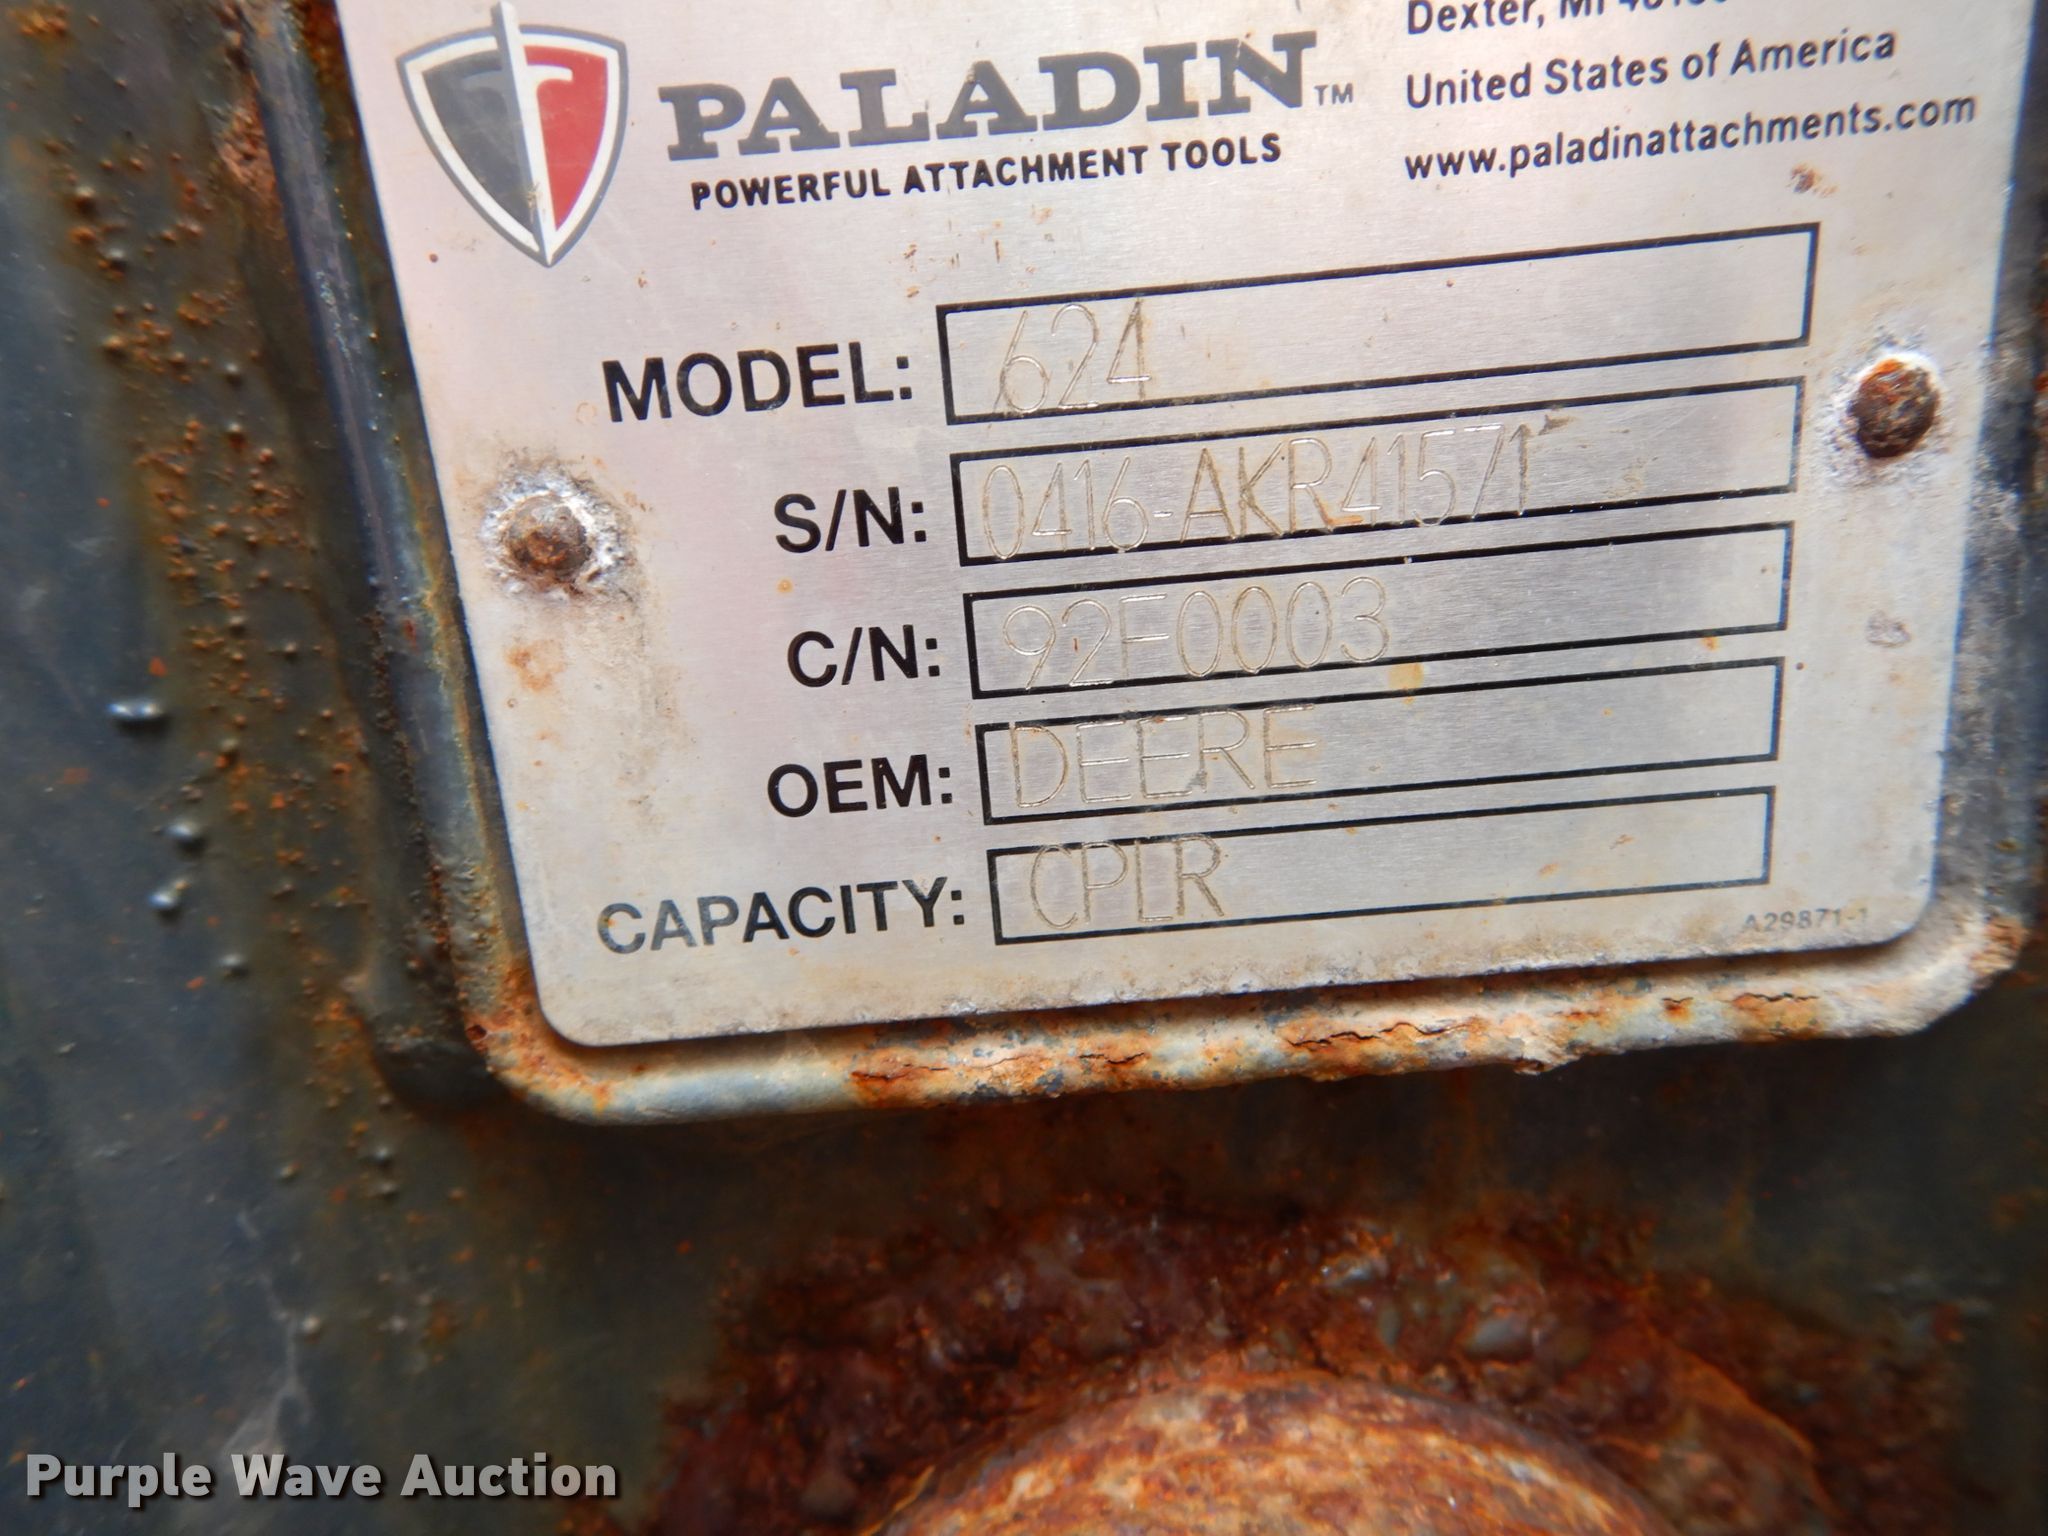 PALADIN™
POWERFUL ATTACHMENT TOOLS
Dexter, MI
United States of America
www.paladinattachments.com
MODEL: 624
S/N: 0416-AKR41571
C/N: 92F0003
OEM: DEERE
CAPACITY: CPLR
A29871-1
Purple Wave Auction